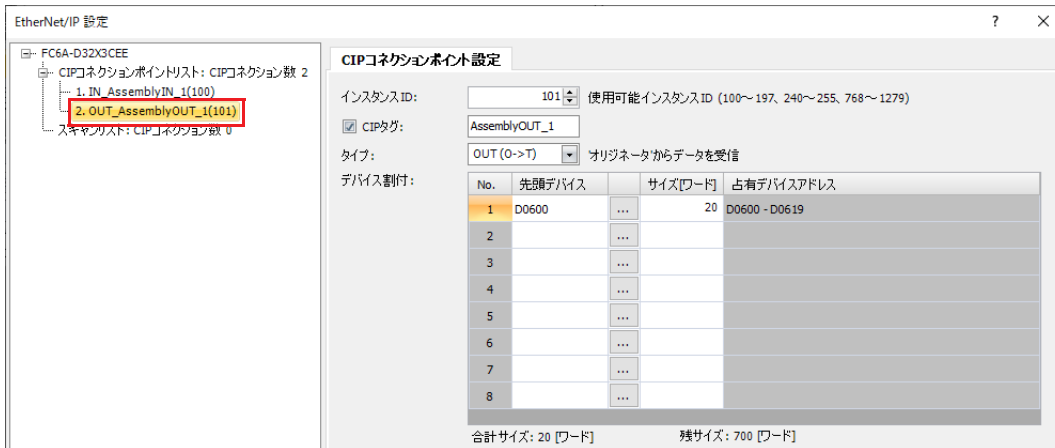 EtherNet/IP 設定 ? ×
FC6A-D32X3CEE
CIPコネクションポイントリスト: CIPコネクション数 2
1. IN_AssemblyIN_1(100)
2. OUT_AssemblyOUT_1(101)
スキャンリスト: CIPコネクション数 0
CIPコネクションポイント設定
インスタンスID: 101 使用可能インスタンスID (100～197、240～255、768～1279)
CIPタグ: AssemblyOUT_1
タイプ: OUT (O->T) オリジネータからデータを受信
デバイス割付:
No. 先頭デバイス サイズ[ワード] 占有デバイスアドレス
1 D0600 ... 20 D0600 - D0619
2 ...
3 ...
4 ...
5 ...
6 ...
7 ...
8 ...
合計サイズ: 20 [ワード] 残サイズ: 700 [ワード]